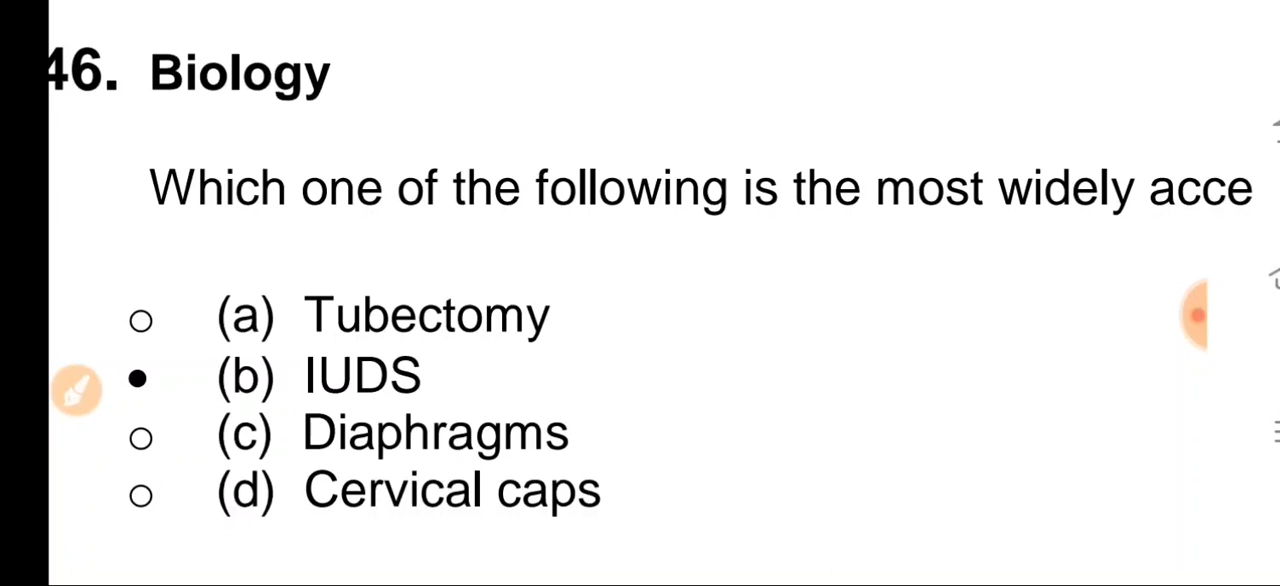 46. Biology
Which one of the following is the most widely acce
(a) Tubectomy
(b) IUDS
(c) Diaphragms
(d) Cervical caps